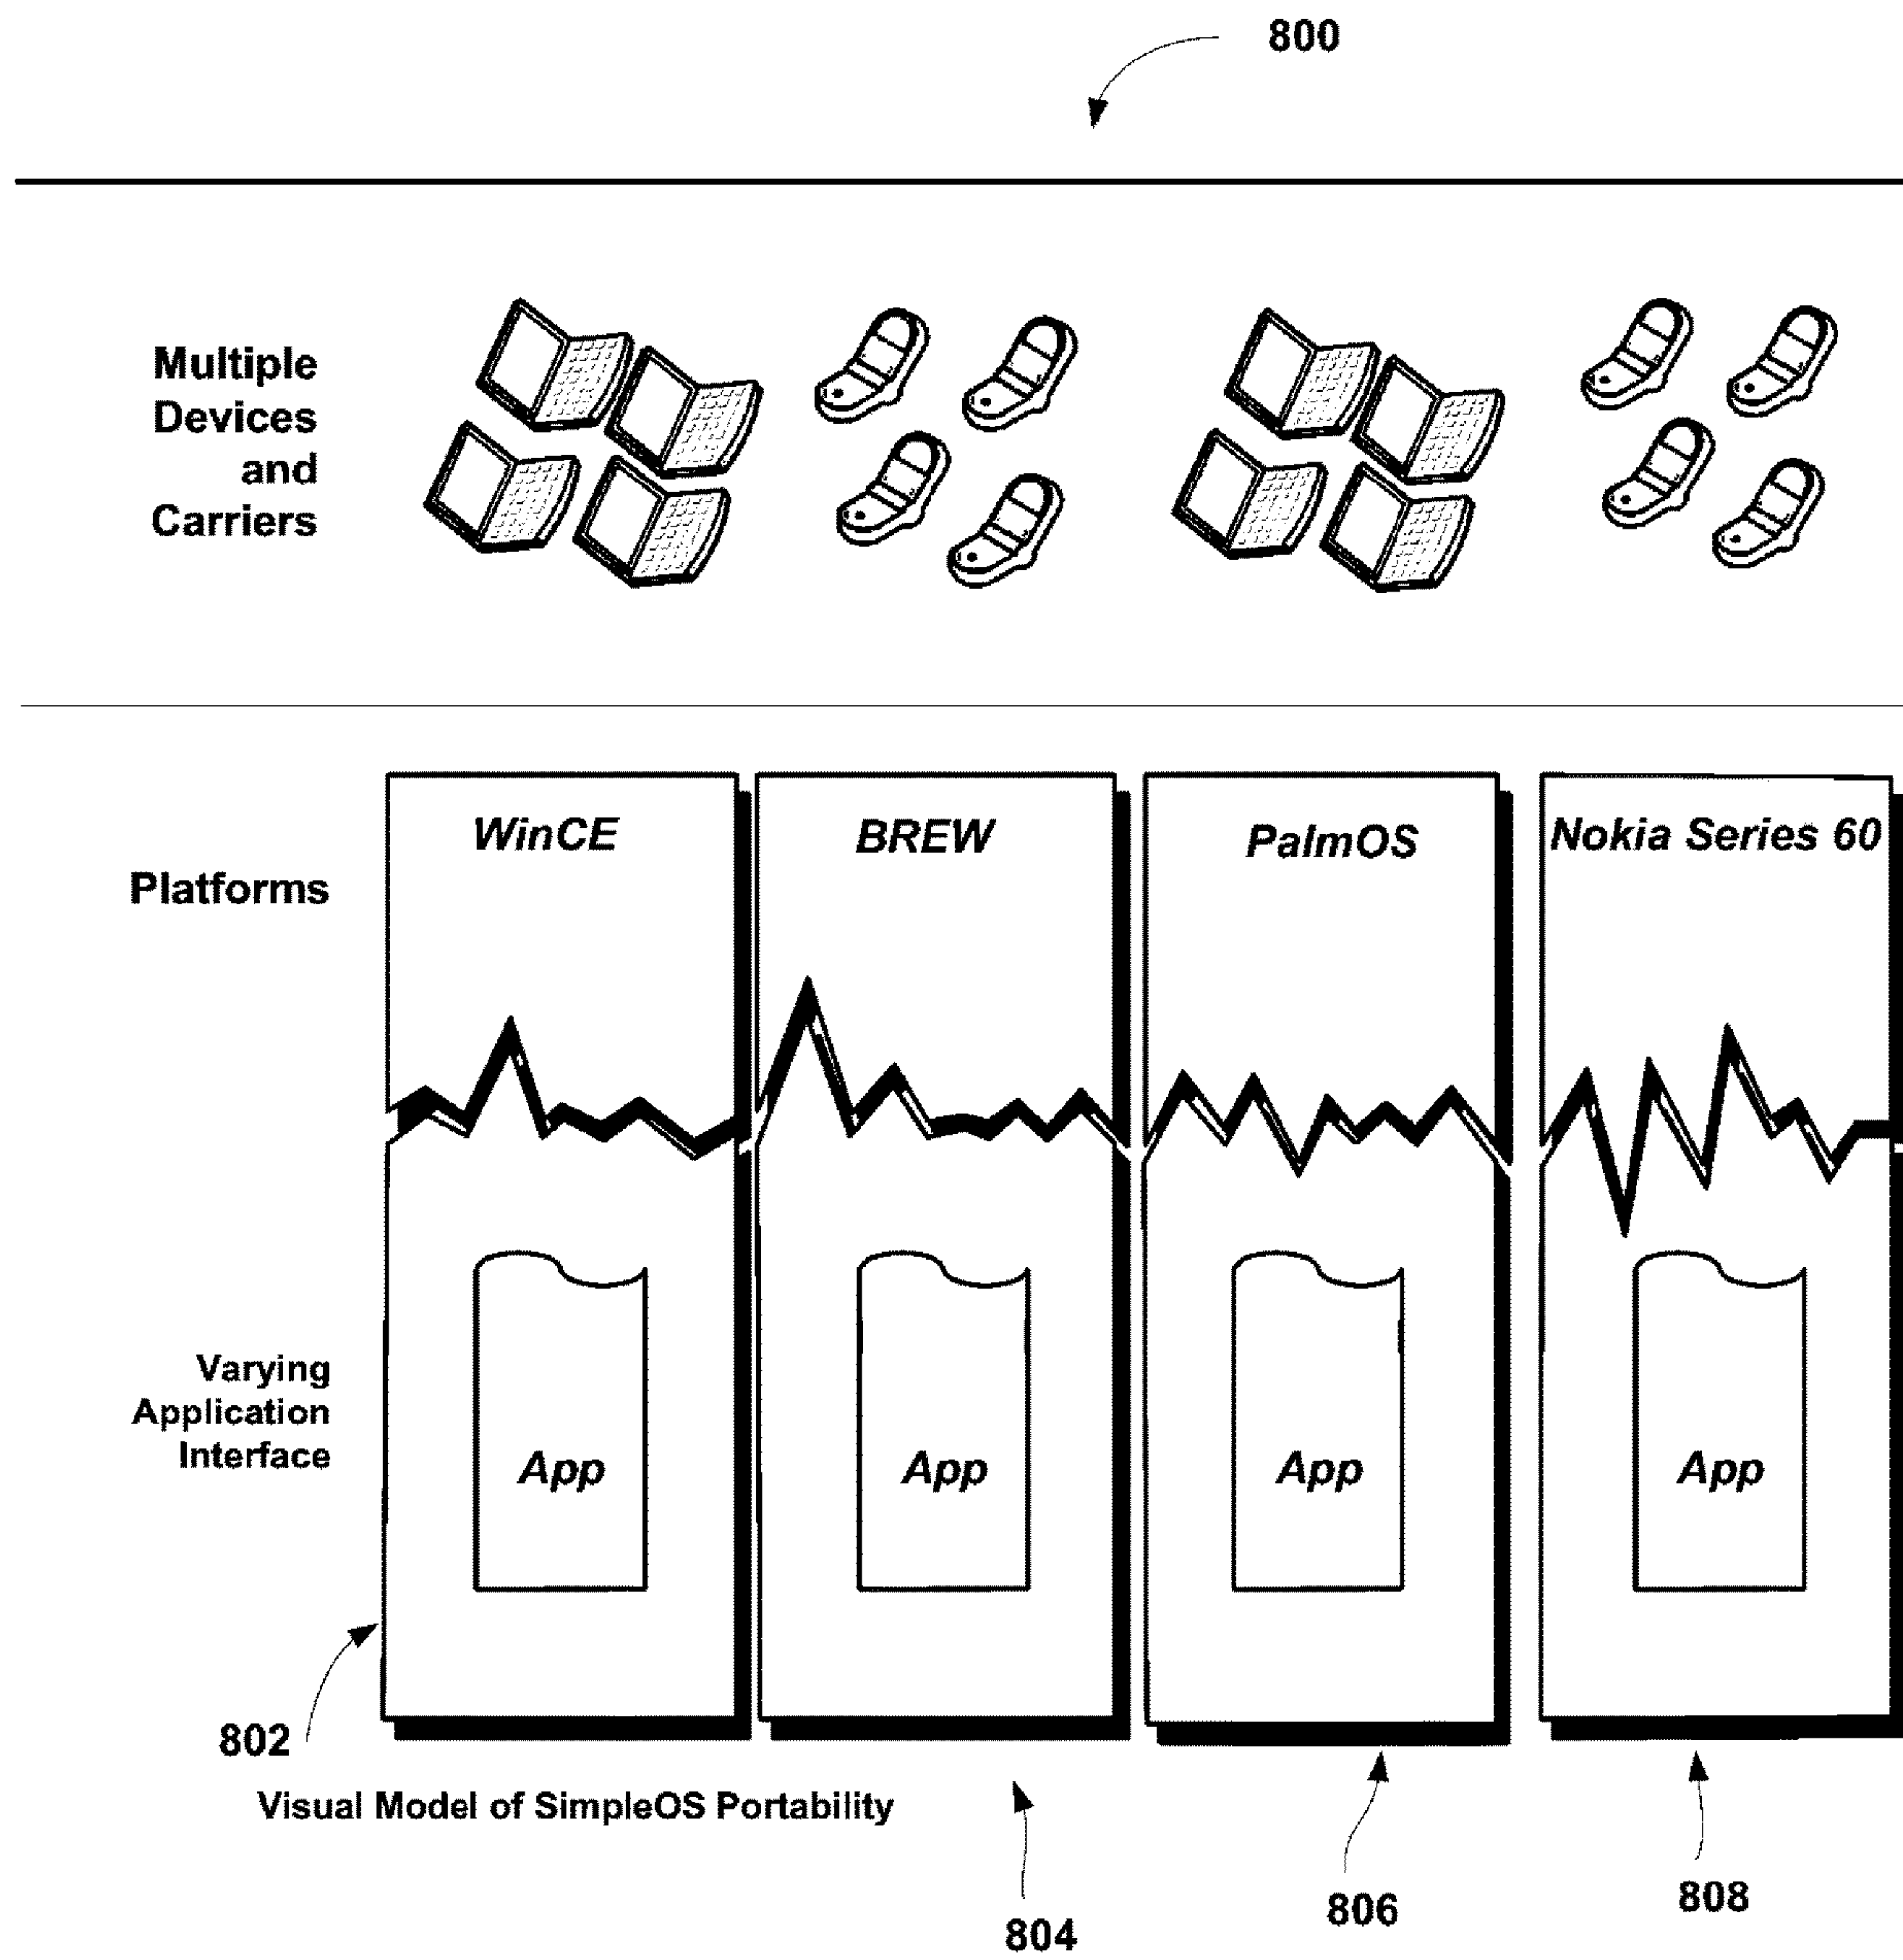 800
Multiple
Devices
and
Carriers
WinCE
BREW
PalmOS
Nokia Series 60
Platforms
Varying
Application
Interface
App
App
App
App
802
Visual Model of SimpleOS Portability
804
806
808